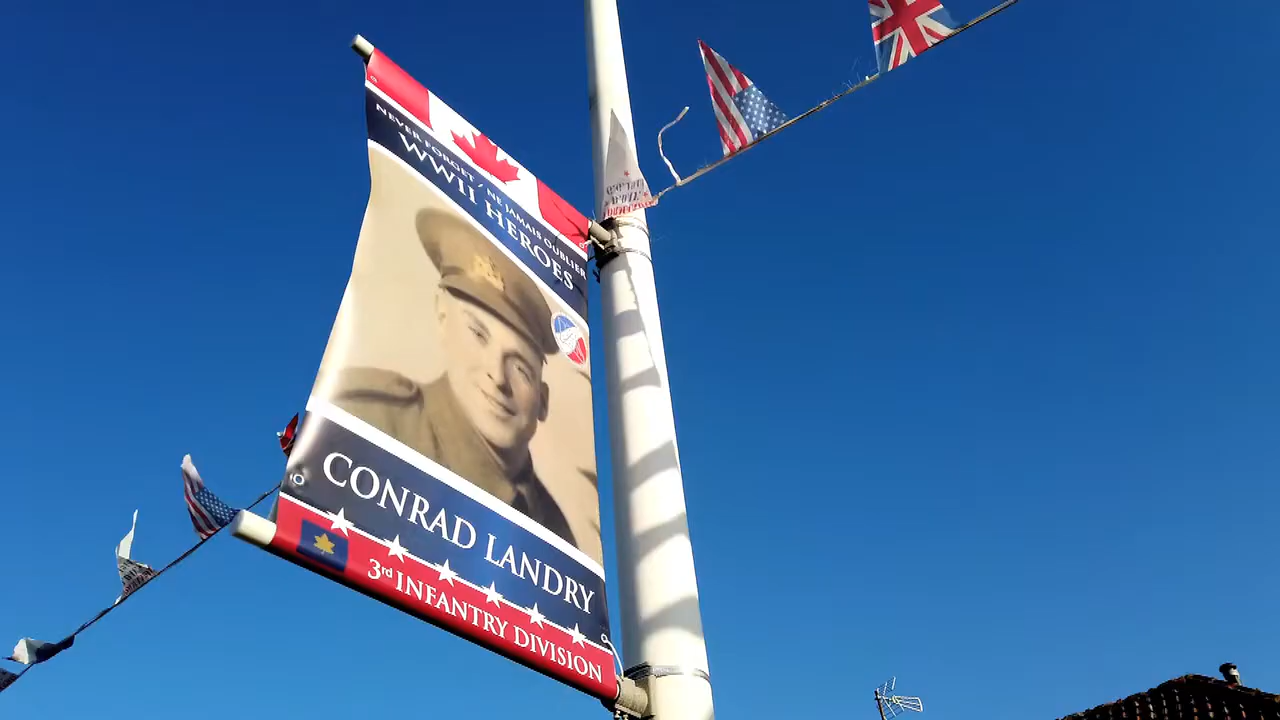 NEVER FORGET / NE JAMAIS OUBLIER
WWII HEROES
CONRAD LANDRY
3rd INFANTRY DIVISION